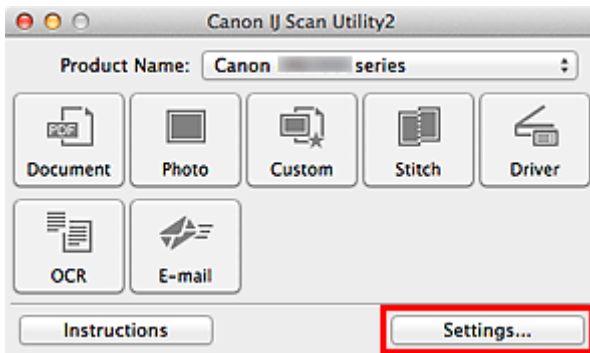 Canon IJ Scan Utility2
Product Name: Canon series
PDF
Document Photo Custom Stitch Driver
OCR E-mail
Instructions Settings...